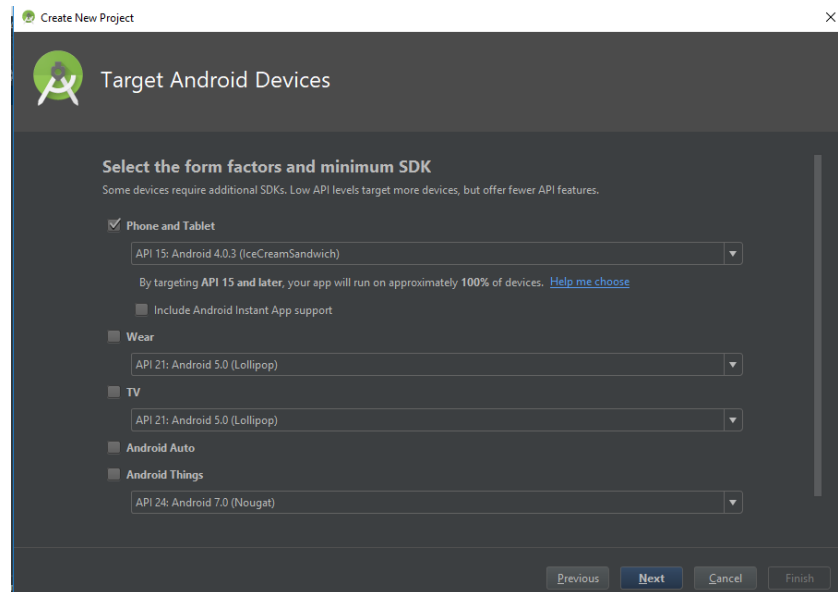 Create New Project
Target Android Devices
Select the form factors and minimum SDK
Some devices require additional SDKs. Low API levels target more devices, but offer fewer API features.
Phone and Tablet
API 15: Android 4.0.3 (IceCreamSandwich)
By targeting API 15 and later, your app will run on approximately 100% of devices. Help me choose
Include Android Instant App support
Wear
API 21: Android 5.0 (Lollipop)
TV
API 21: Android 5.0 (Lollipop)
Android Auto
Android Things
API 24: Android 7.0 (Nougat)
Previous Next Cancel Finish